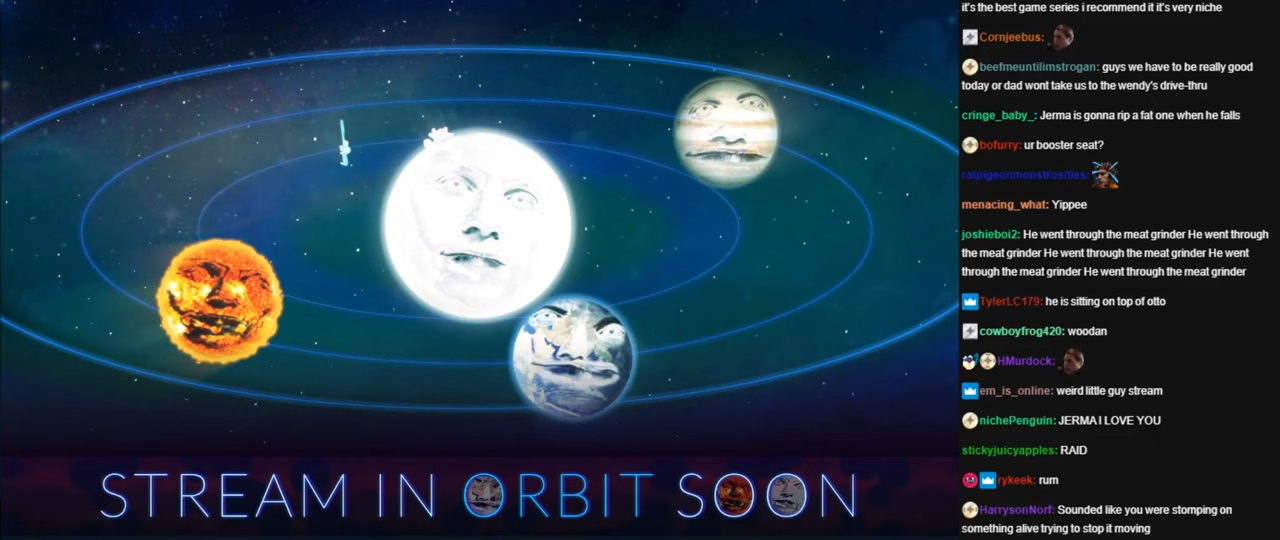 it's the best game series i recommend it it's very niche
Cornjeebus:
beefmeuntilimstrogan: guys we have to be really good
today or dad wont take us to the wendy's drive-thru
cringe_baby_: Jerma is gonna rip a fat one when he falls
bofurry: ur booster seat?
ratpigeonmonstrosities:
menacing_what: Yippee
joshieboi2: He went through the meat grinder He went through
the meat grinder He went through the meat grinder He went
through the meat grinder He went through the meat grinder
TylerLC179: he is sitting on top of otto
cowboyfrog420: woodan
HMurdock:
em_is_online: weird little guy stream
nichePenguin: JERMA I LOVE YOU
stickyjuicyapples: RAID
rykeek: rum
HarrysonNorf: Sounded like you were stomping on
something alive trying to stop it moving
STREAM IN ORBIT SOON